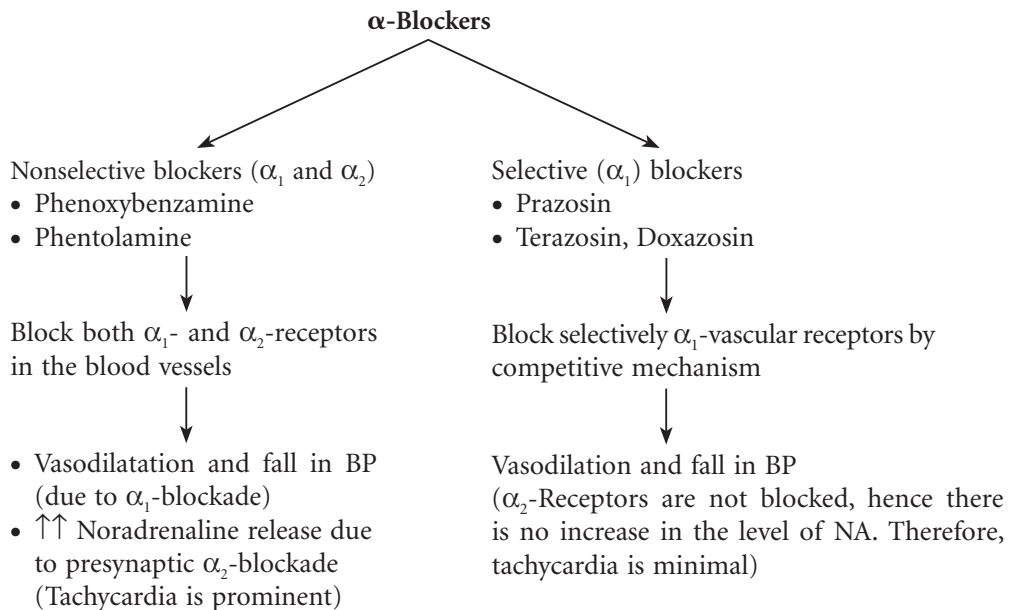 α-Blockers
Nonselective blockers (α₁ and α₂)
• Phenoxybenzamine
• Phentolamine
Block both α₁- and α₂-receptors
in the blood vessels
• Vasodilatation and fall in BP
(due to α₁-blockade)
• ↑↑ Noradrenaline release due
to presynaptic α₂-blockade
(Tachycardia is prominent)
Selective (α₁) blockers
• Prazosin
• Terazosin, Doxazosin
Block selectively α₁-vascular receptors by
competitive mechanism
Vasodilation and fall in BP
(α₂-Receptors are not blocked, hence there
is no increase in the level of NA. Therefore,
tachycardia is minimal)